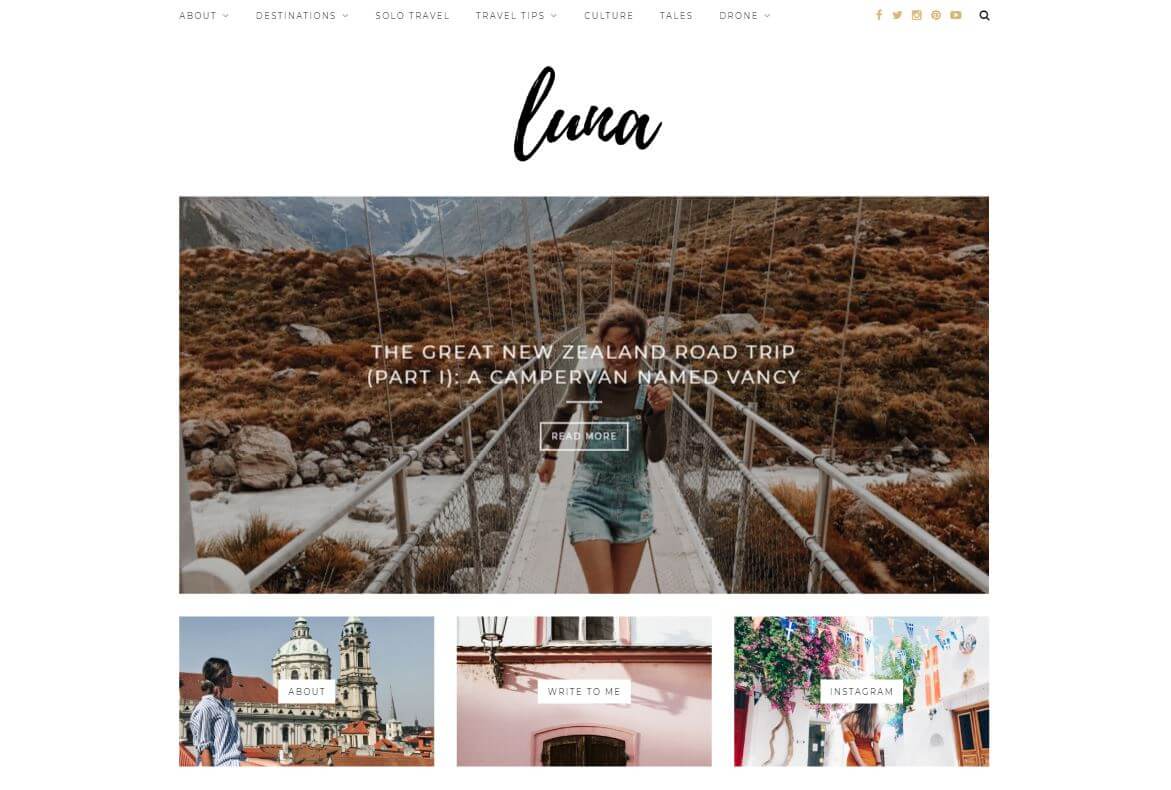 ABOUT DESTINATIONS SOLO TRAVEL TRAVEL TIPS CULTURE TALES DRONE
luna
THE GREAT NEW ZEALAND ROAD TRIP
(PART I): A CAMPERVAN NAMED VANCY
READ MORE
ABOUT
WRITE TO ME
INSTAGRAM